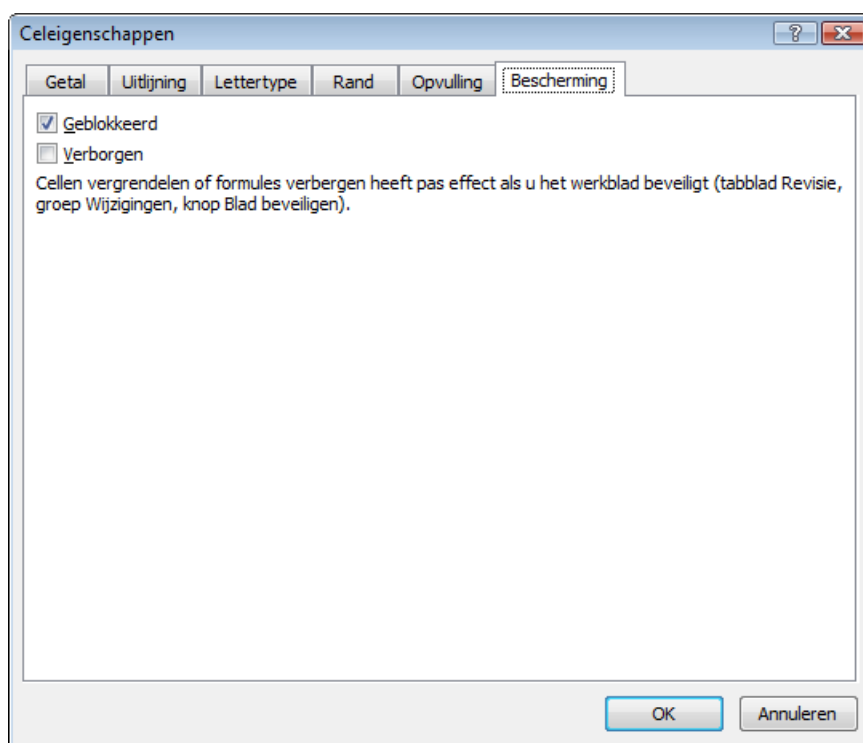 Celeigenschappen
Getal Uitlijning Lettertype Rand Opvulling Bescherming
Geblokkeerd
Verborgen
Cellen vergrendelen of formules verbergen heeft pas effect als u het werkblad beveiligt (tabblad Revisie,
groep Wijzigingen, knop Blad beveiligen).
OK Annuleren